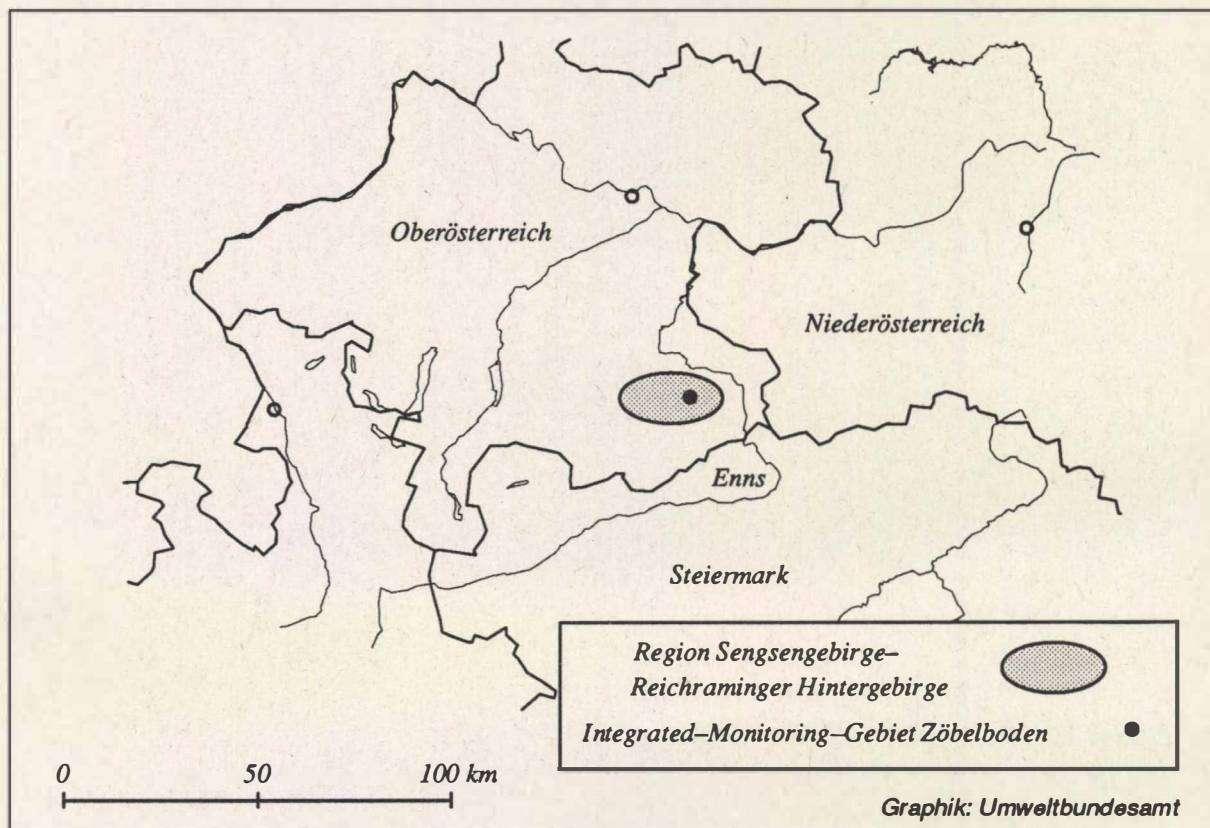 Oberösterreich
Niederösterreich
Enns
Steiermark
Region Sengsengebirge–
Reichraminger Hintergebirge
Integrated–Monitoring–Gebiet Zöbelboden
0 50 100 km
Graphik: Umweltbundesamt